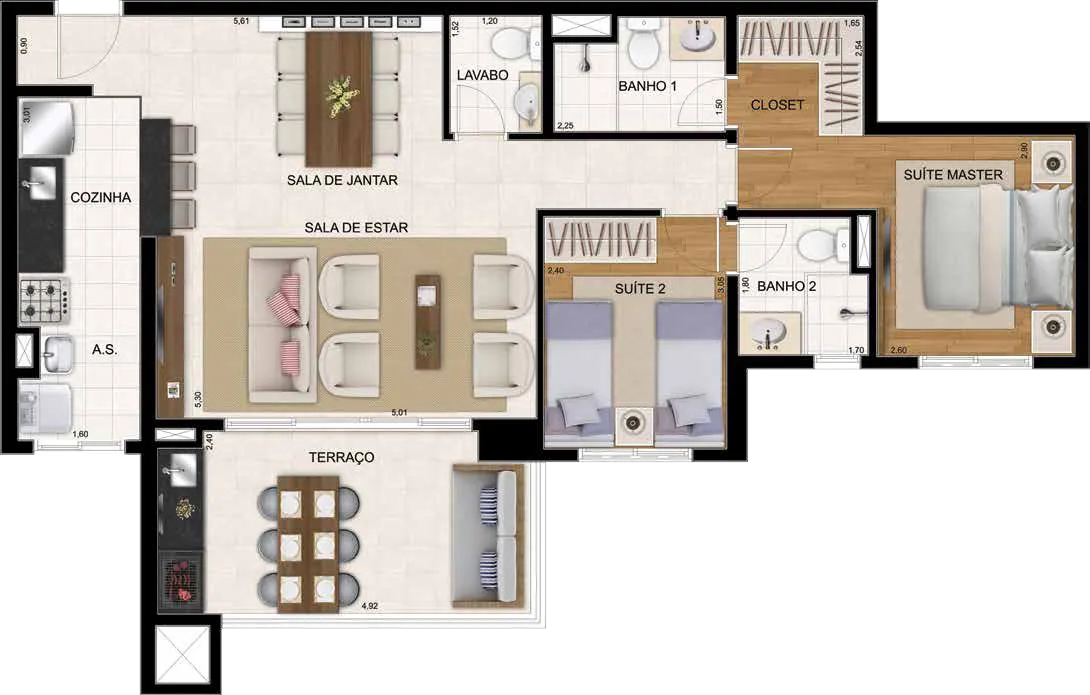 5,61
1,20
1,52
1,65
2,54
0,90
LAVABO
BANHO 1
1,50
2,25
CLOSET
3,01
COZINHA
SALA DE JANTAR
2,90
SUÍTE MASTER
SALA DE ESTAR
2,40
3,05
SUÍTE 2
1,80
BANHO 2
1,70
2,60
A.S.
5,30
5,01
1,60
2,40
TERRAÇO
4,92